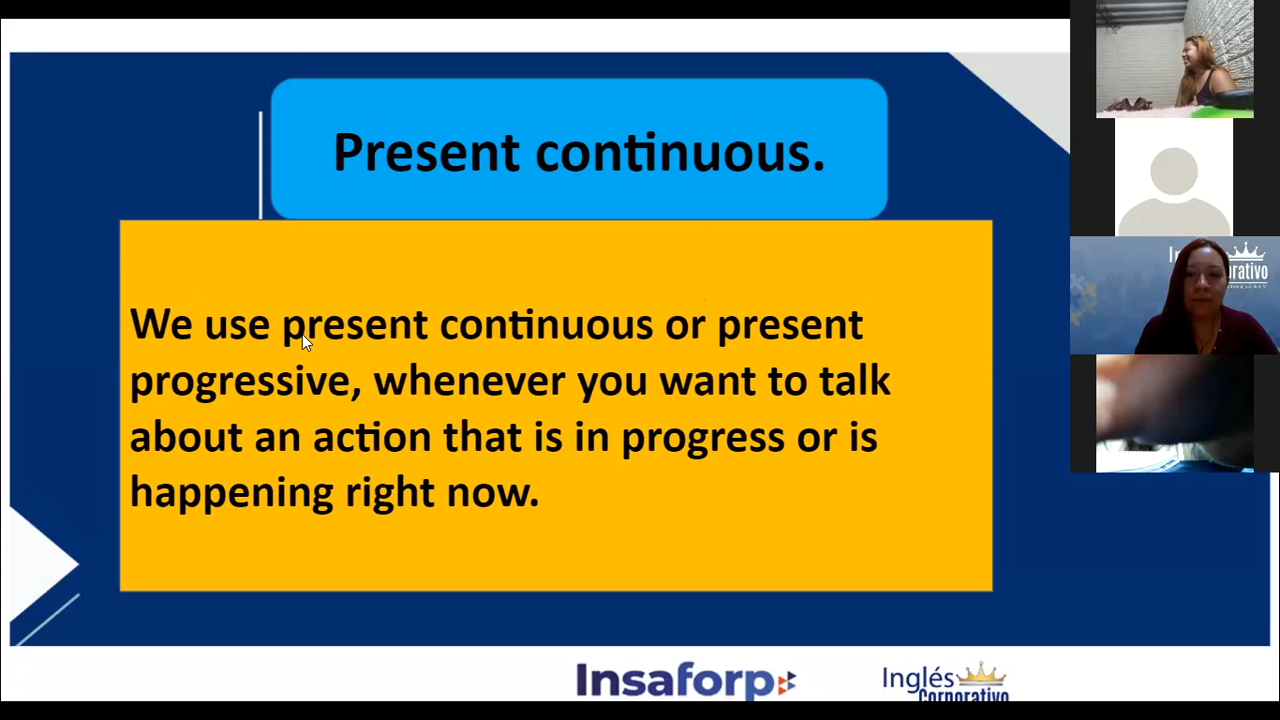 Present continuous.
We use present continuous or present
progressive, whenever you want to talk
about an action that is in progress or is
happening right now.
Insaforp
Inglés
Corporativo